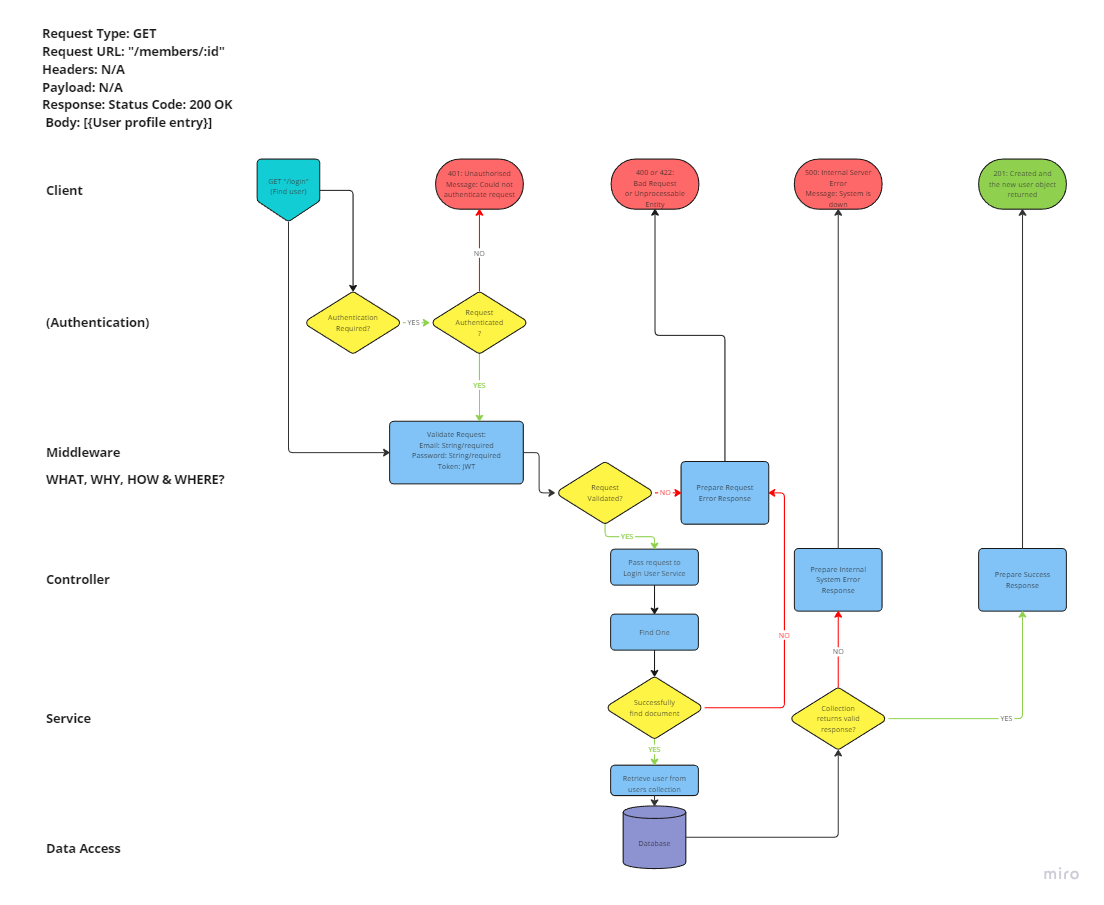 Request Type: GET
Request URL: "/members/:id"
Headers: N/A
Payload: N/A
Response: Status Code: 200 OK
Body: [{User profile entry}]
Client
GET "/login"
(Find user)
401: Unauthorised
Message: Could not
authenticate request
400 or 422:
Bad Request
or Unprocessable
Entity
500: Internal Server
Error
Message: System is
down
201: Created and
the new user object
returned
NO
(Authentication)
Authentication
Required?
YES
Request
Authenticated
?
YES
Middleware
WHAT, WHY, HOW & WHERE?
Validate Request:
Email: String/required
Password: String/required
Token: JWT
Request
Validated?
NO
Prepare Request
Error Response
YES
Controller
Pass request to
Login User Service
Prepare Internal
System Error
Response
Prepare Success
Response
Find One
NO
NO
Service
Successfully
find document
Collection
returns valid
response?
YES
YES
Retrieve user from
users collection
Data Access
Database
miro